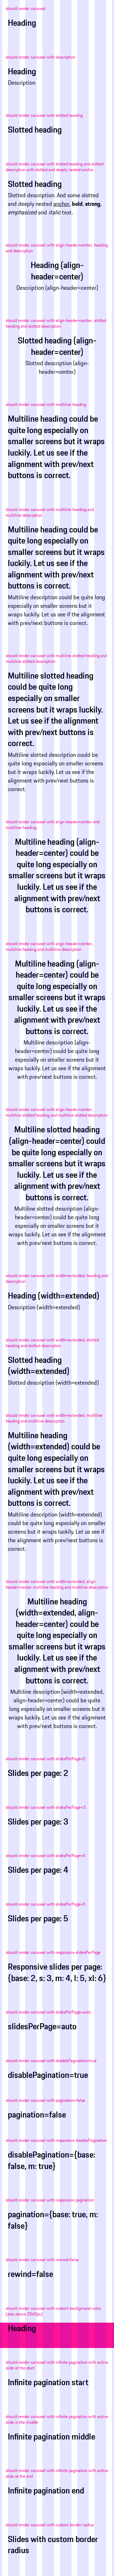 should render carousel
Heading
should render carousel with description
Heading
Description
should render carousel with slotted heading
Slotted heading
should render carousel with slotted heading and slotted
description with slotted and deeply nested anchor
Slotted heading
Slotted description. And some slotted
and deeply nested anchor, bold, strong,
emphasized and italic text.
should render carousel with align-header=center, heading
and description
Heading (align-
header=center)
Description (align-header=center)
should render carousel with align-header=center, slotted
heading and slotted description
Slotted heading (align-
header=center)
Slotted description (align-
header=center)
should render carousel with multiline heading
Multiline heading could be
quite long especially on
smaller screens but it wraps
luckily. Let us see if the
alignment with prev/next
buttons is correct.
should render carousel with multiline heading and
multiline description
Multiline heading could be
quite long especially on
smaller screens but it wraps
luckily. Let us see if the
alignment with prev/next
buttons is correct.
Multiline description could be quite long
especially on smaller screens but it
wraps luckily. Let us see if the alignment
with prev/next buttons is correct.
should render carousel with multiline slotted heading and
multiline slotted description
Multiline slotted heading
could be quite long
especially on smaller
screens but it wraps luckily.
Let us see if the alignment
with prev/next buttons is
correct.
Multiline slotted description could be
quite long especially on smaller screens
but it wraps luckily. Let us see if the
alignment with prev/next buttons is
correct.
should render carousel with align-header=center and
multiline heading
Multiline heading (align-
header=center) could be
quite long especially on
smaller screens but it wraps
luckily. Let us see if the
alignment with prev/next
buttons is correct.
should render carousel with align-header=center,
multiline heading and multiline description
Multiline heading (align-
header=center) could be
quite long especially on
smaller screens but it wraps
luckily. Let us see if the
alignment with prev/next
buttons is correct.
Multiline description (align-
header=center) could be quite long
especially on smaller screens but it
wraps luckily. Let us see if the alignment
with prev/next buttons is correct.
should render carousel with align-header=center,
multiline slotted heading and multiline slotted description
Multiline slotted heading
(align-header=center) could
be quite long especially on
smaller screens but it wraps
luckily. Let us see if the
alignment with prev/next
buttons is correct.
Multiline slotted description (align-
header=center) could be quite long
especially on smaller screens but it
wraps luckily. Let us see if the alignment
with prev/next buttons is correct.
should render carousel with width=extended, heading and
description
Heading (width=extended)
Description (width=extended)
should render carousel with width=extended, slotted
heading and slotted description
Slotted heading
(width=extended)
Slotted description (width=extended)
should render carousel with width=extended, multiline
heading and multiline description
Multiline heading
(width=extended) could be
quite long especially on
smaller screens but it wraps
luckily. Let us see if the
alignment with prev/next
buttons is correct.
Multiline description (width=extended)
could be quite long especially on smaller
screens but it wraps luckily. Let us see if
the alignment with prev/next buttons is
correct.
should render carousel with width=extended, align-
header=center multiline heading and multiline description
Multiline heading
(width=extended, align-
header=center) could be
quite long especially on
smaller screens but it wraps
luckily. Let us see if the
alignment with prev/next
buttons is correct.
Multiline description (width=extended,
align-header=center) could be quite
long especially on smaller screens but it
wraps luckily. Let us see if the alignment
with prev/next buttons is correct.
should render carousel with slidesPerPage=2
Slides per page: 2
should render carousel with slidesPerPage=3
Slides per page: 3
should render carousel with slidesPerPage=4
Slides per page: 4
should render carousel with slidesPerPage=5
Slides per page: 5
should render carousel with responsive slidesPerPage
Responsive slides per page:
{base: 2, s: 3, m: 4, l: 5, xl: 6}
should render carousel with slidesPerPage=auto
slidesPerPage=auto
should render carousel with disablePagination=true
disablePagination=true
should render carousel with pagination=false
pagination=false
should render carousel with responsive disablePagination
disablePagination={base:
false, m: true}
should render carousel with responsive pagination
pagination={base: true, m:
false}
should render carousel with rewind=false
rewind=false
should render carousel with custom background-color
(also above 2560px)
Heading
should render carousel with infinite pagination with active
slide at the start
Infinite pagination start
should render carousel with infinite pagination with active
slide in the middle
Infinite pagination middle
should render carousel with infinite pagination with active
slide at the end
Infinite pagination end
should render carousel with custom border-radius
Slides with custom border
radius